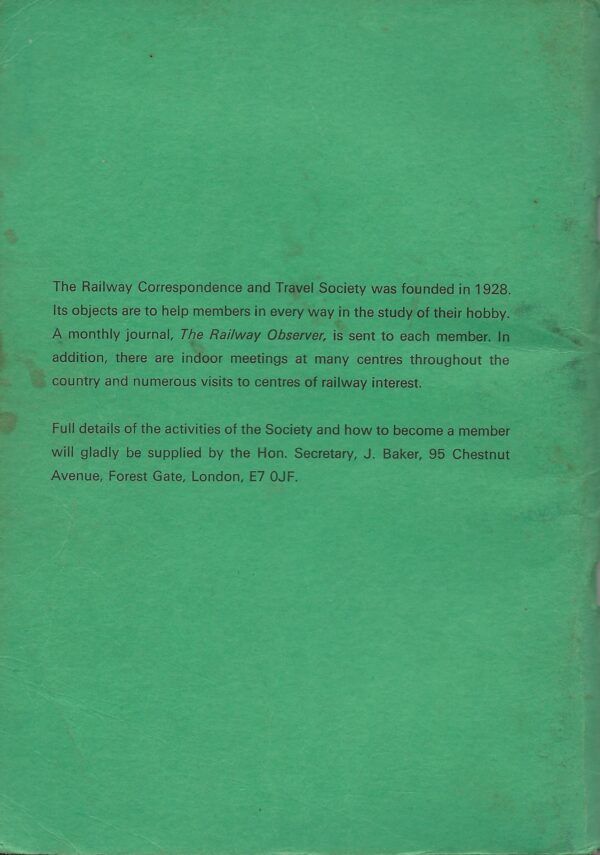 The Railway Correspondence and Travel Society was founded in 1928.
Its objects are to help members in every way in the study of their hobby.
A monthly journal, The Railway Observer, is sent to each member. In
addition, there are indoor meetings at many centres throughout the
country and numerous visits to centres of railway interest.
Full details of the activities of the Society and how to become a member
will gladly be supplied by the Hon. Secretary, J. Baker, 95 Chestnut
Avenue, Forest Gate, London, E7 0JF.